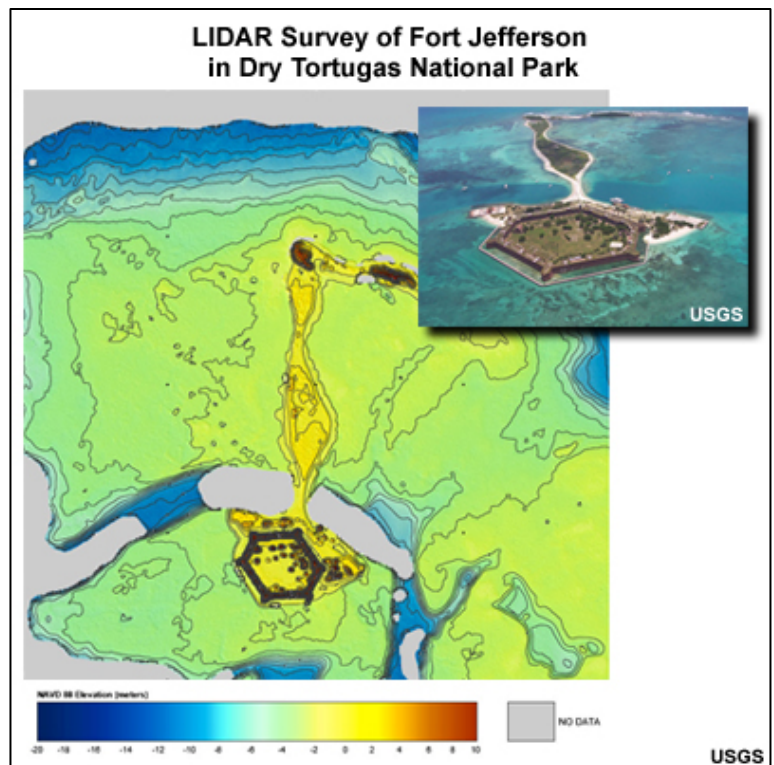 LIDAR Survey of Fort Jefferson
in Dry Tortugas National Park
USGS
NAVD 88 Elevation (meters)
-20 -16 -14 -12 -10 -8 -6 -4 -2 0 2 4 6 8 10
NO DATA
USGS